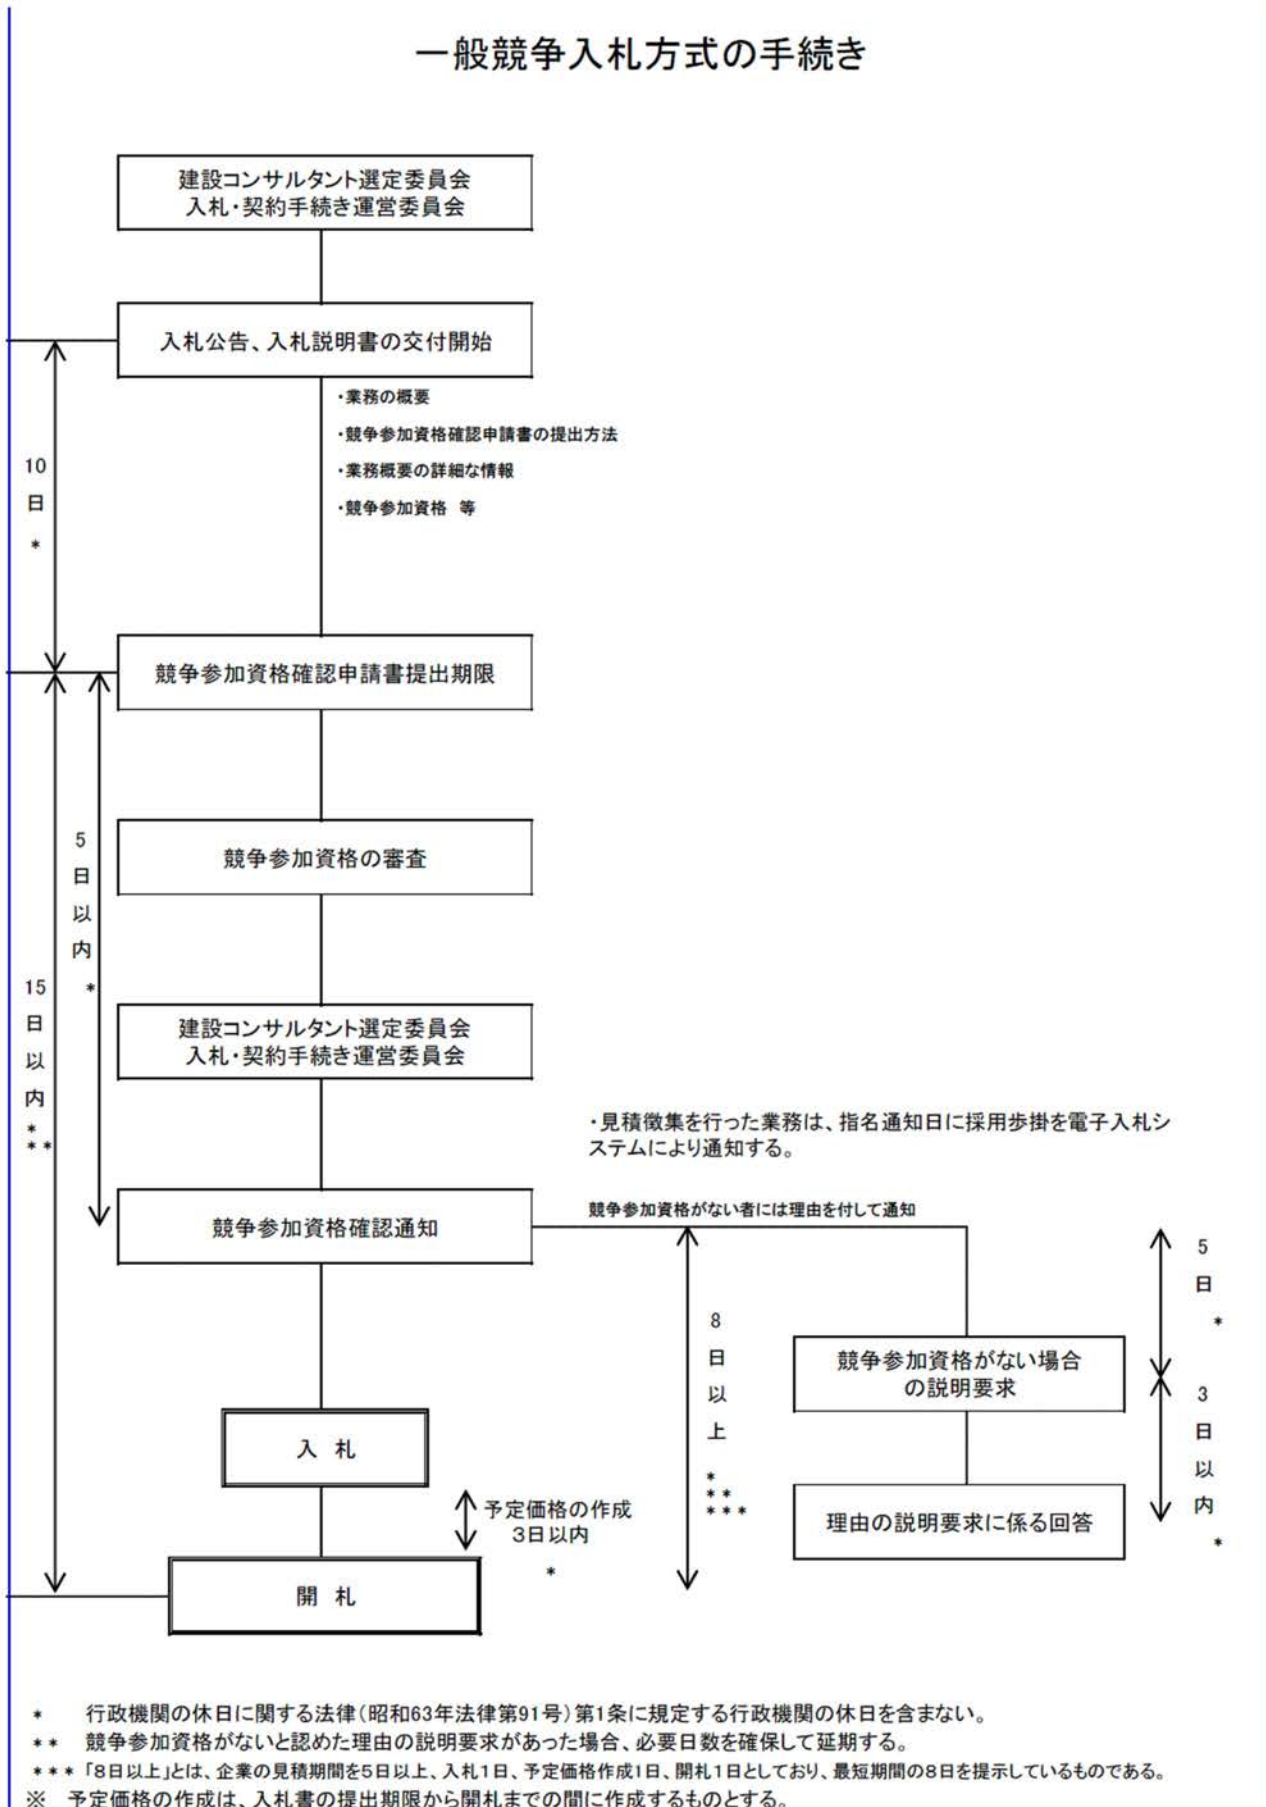 一般競争入札方式の手続き
建設コンサルタント選定委員会
入札・契約手続き運営委員会
入札公告、入札説明書の交付開始
・業務の概要
・競争参加資格確認申請書の提出方法
・業務概要の詳細な情報
・競争参加資格　等
10
日
*
競争参加資格確認申請書提出期限
競争参加資格の審査
5
日
以
内
*
15
日
以
内
*
**
建設コンサルタント選定委員会
入札・契約手続き運営委員会
・見積徴集を行った業務は、指名通知日に採用歩掛を電子入札シ
ステムにより通知する。
競争参加資格確認通知
競争参加資格がない者には理由を付して通知
5
日
*
8
日
以
上
*
**
***
競争参加資格がない場合
の説明要求
3
日
以
内
*
理由の説明要求に係る回答
入　札
予定価格の作成
3日以内
*
開　札
*　行政機関の休日に関する法律（昭和63年法律第91号）第1条に規定する行政機関の休日を含まない。
**　競争参加資格がないと認めた理由の説明要求があった場合、必要日数を確保して延期する。
***「8日以上」とは、企業の見積期間を5日以上、入札1日、予定価格作成1日、開札1日としており、最短期間の8日を提示しているものである。
※　予定価格の作成は、入札書の提出期限から開札までの間に作成するものとする。